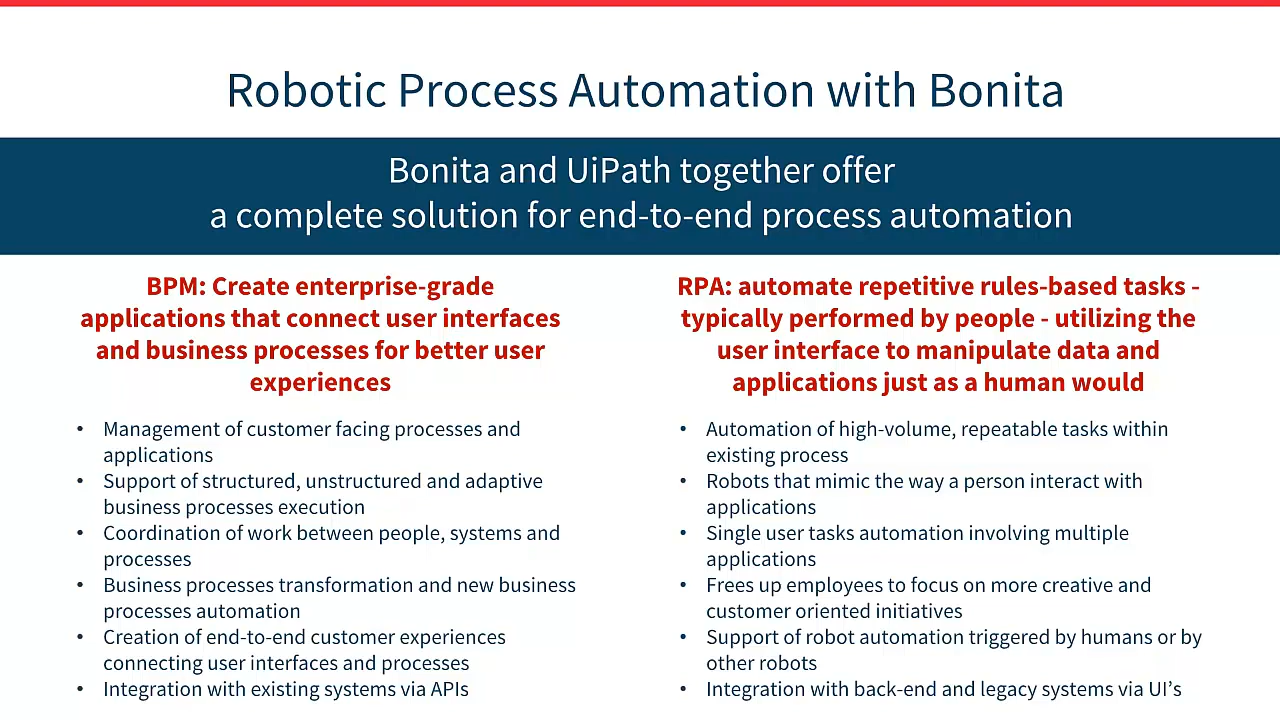 Robotic Process Automation with Bonita
Bonita and UiPath together offer
a complete solution for end-to-end process automation
BPM: Create enterprise-grade
applications that connect user interfaces
and business processes for better user
experiences
• Management of customer facing processes and
applications
• Support of structured, unstructured and adaptive
business processes execution
• Coordination of work between people, systems and
processes
• Business processes transformation and new business
processes automation
• Creation of end-to-end customer experiences
connecting user interfaces and processes
• Integration with existing systems via APIs
RPA: automate repetitive rules-based tasks -
typically performed by people - utilizing the
user interface to manipulate data and
applications just as a human would
• Automation of high-volume, repeatable tasks within
existing process
• Robots that mimic the way a person interact with
applications
• Single user tasks automation involving multiple
applications
• Frees up employees to focus on more creative and
customer oriented initiatives
• Support of robot automation triggered by humans or by
other robots
• Integration with back-end and legacy systems via UI’s